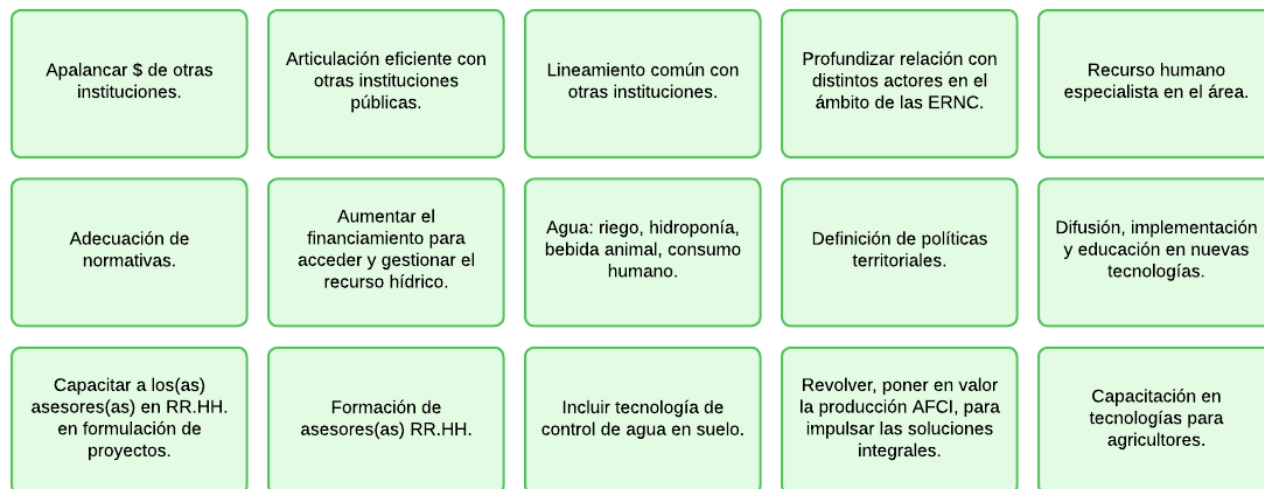 Apalancar $ de otras
instituciones.
Articulación eficiente con
otras instituciones
públicas.
Lineamiento común con
otras instituciones.
Profundizar relación con
distintos actores en el
ámbito de las ERNC.
Recurso humano
especialista en el área.
Adecuación de
normativas.
Aumentar el
financiamiento para
acceder y gestionar el
recurso hídrico.
Agua: riego, hidroponía,
bebida animal, consumo
humano.
Definición de políticas
territoriales.
Difusión, implementación
y educación en nuevas
tecnologías.
Capacitar a los(as)
asesores(as) en RR.HH.
en formulación de
proyectos.
Formación de
asesores(as) RR.HH.
Incluir tecnología de
control de agua en suelo.
Revolver, poner en valor
la producción AFCI, para
impulsar las soluciones
integrales.
Capacitación en
tecnologías para
agricultores.